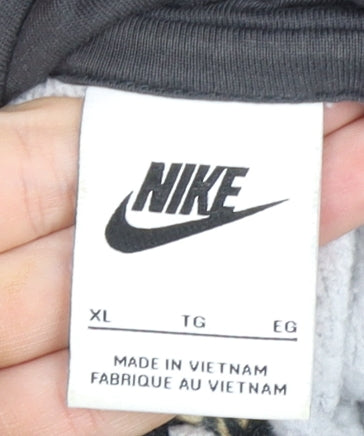 NIKE
XL TG EG
MADE IN VIETNAM
FABRIQUE AU VIETNAM